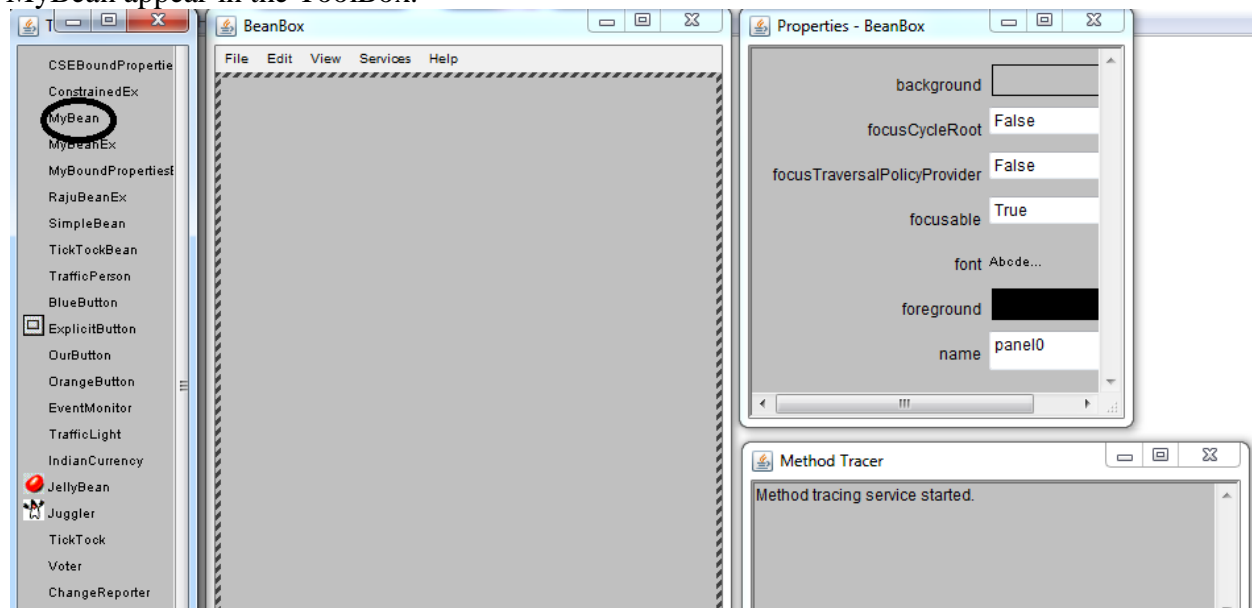 MyBean appear in the ToolBox.
T
CSEBoundPropertie
ConstrainedEx
MyBean
MyBeanEx
MyBoundPropertiesE
RajuBeanEx
SimpleBean
TickTockBean
TrafficPerson
BlueButton
ExplicitButton
OurButton
OrangeButton
EventMonitor
TrafficLight
IndianCurrency
JellyBean
Juggler
TickTock
Voter
ChangeReporter
BeanBox
File Edit View Services Help
Properties - BeanBox
background
focusCycleRoot False
focusTraversalPolicyProvider False
focusable True
font Abcde...
foreground
name panel0
Method Tracer
Method tracing service started.